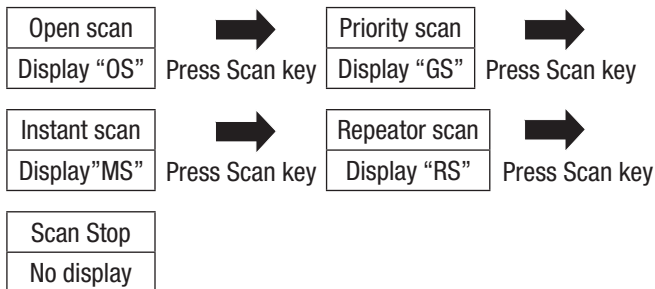 Open scan
Display “OS”
Press Scan key
Priority scan
Display “GS”
Press Scan key
Instant scan
Display”MS”
Press Scan key
Repeator scan
Display “RS”
Press Scan key
Scan Stop
No display